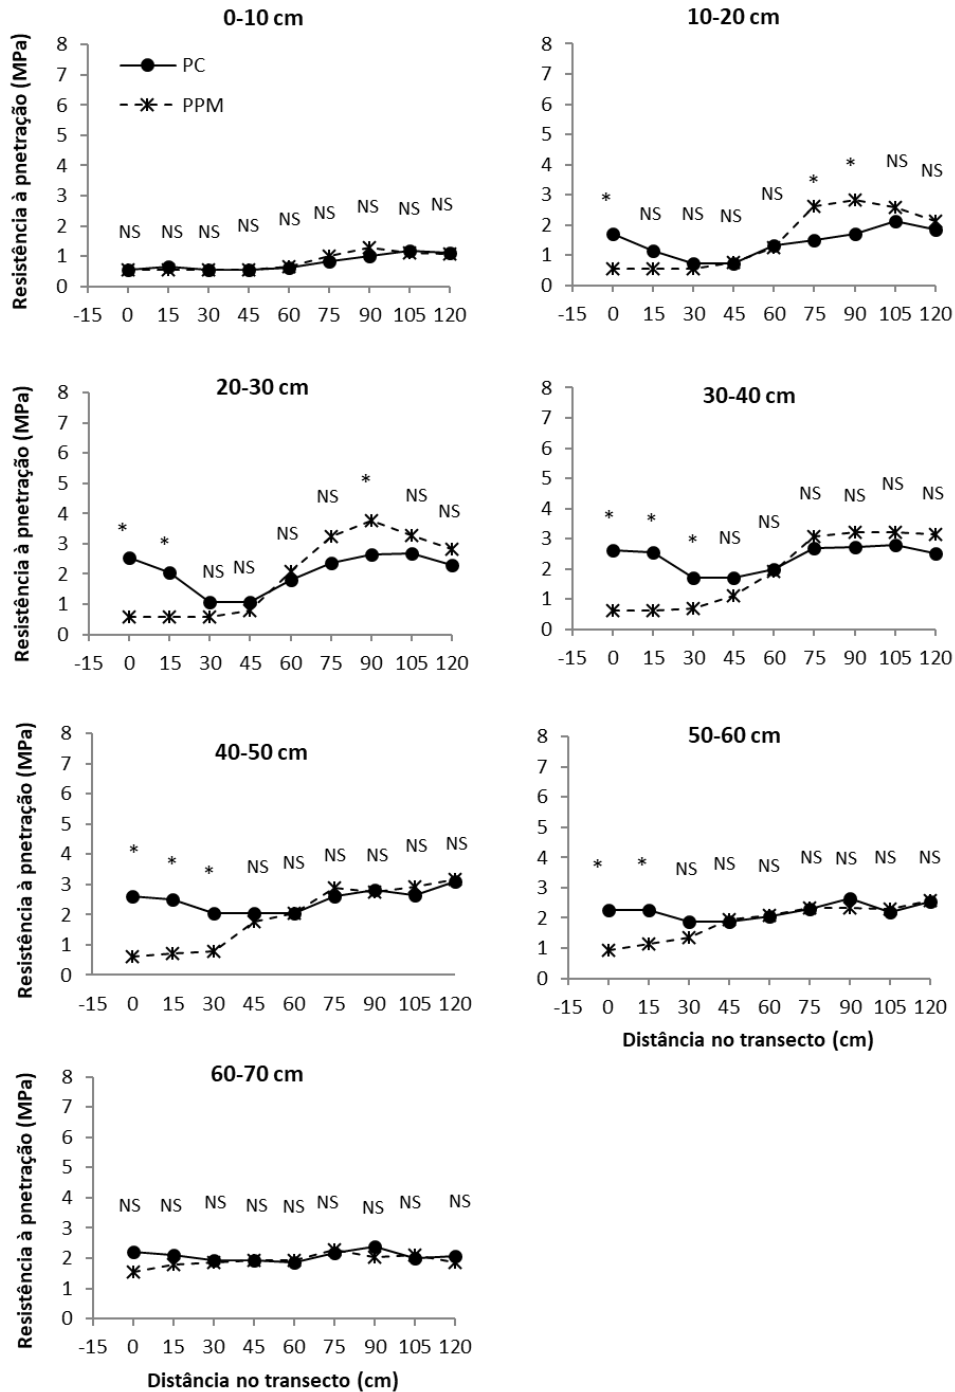 0-10 cm
Resistência à pnetração (MPa)
8
7
6
5
4
3
2
1
0
PC
PPM
NS NS NS NS NS NS NS NS NS
-15 0 15 30 45 60 75 90 105 120
10-20 cm
Resistência à pnetração (MPa)
8
7
6
5
4
3
2
1
0
* NS NS NS NS * * NS NS
-15 0 15 30 45 60 75 90 105 120
20-30 cm
Resistência à pnetração (MPa)
8
7
6
5
4
3
2
1
0
* * NS NS NS NS * NS NS
-15 0 15 30 45 60 75 90 105 120
30-40 cm
8
7
6
5
4
3
2
1
0
* * * NS NS NS NS NS NS
-15 0 15 30 45 60 75 90 105 120
40-50 cm
Resistência à pnetração (MPa)
8
7
6
5
4
3
2
1
0
* * * NS NS NS NS NS NS
-15 0 15 30 45 60 75 90 105 120
50-60 cm
8
7
6
5
4
3
2
1
0
* * NS NS NS NS NS NS NS
-15 0 15 30 45 60 75 90 105 120
Distância no transecto (cm)
60-70 cm
Resistência à pnetração (MPa)
8
7
6
5
4
3
2
1
0
NS NS NS NS NS NS NS NS NS
-15 0 15 30 45 60 75 90 105 120
Distância no transecto (cm)